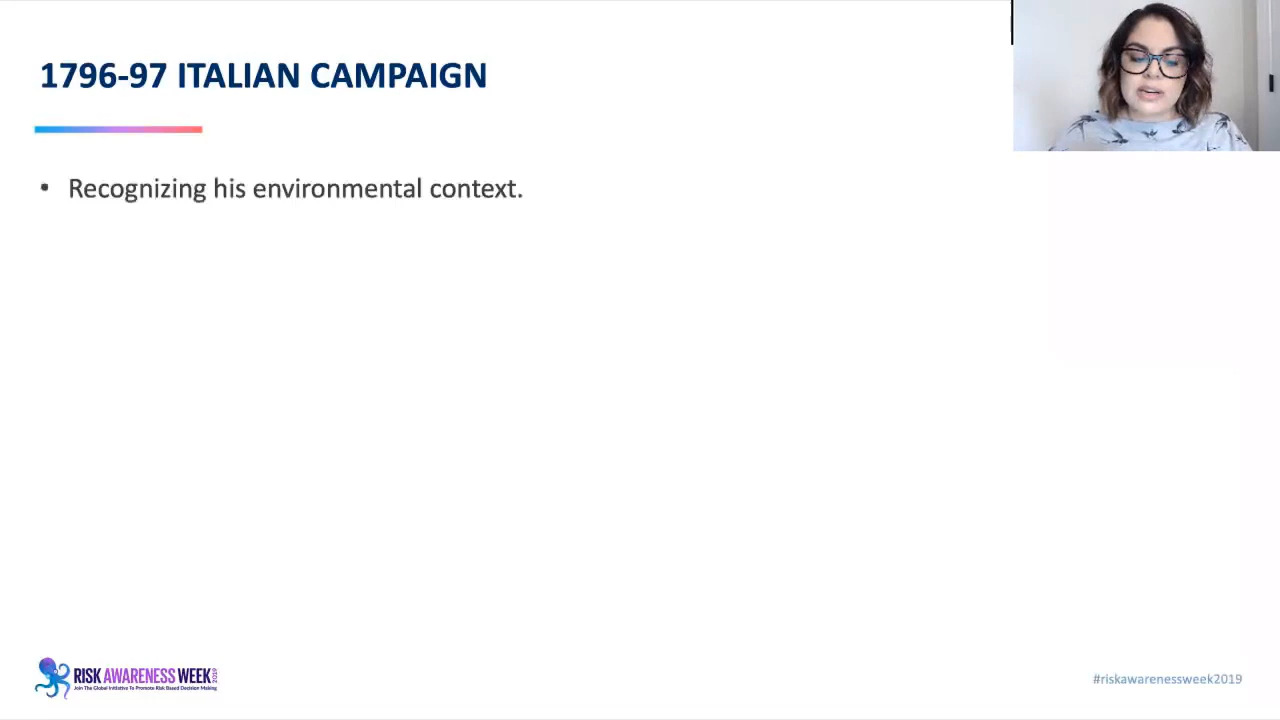 1796-97 ITALIAN CAMPAIGN
• Recognizing his environmental context.
RISK AWARENESS WEEK 2019
Join The Global Initiative To Promote Risk Based Decision Making
#riskawarenessweek2019